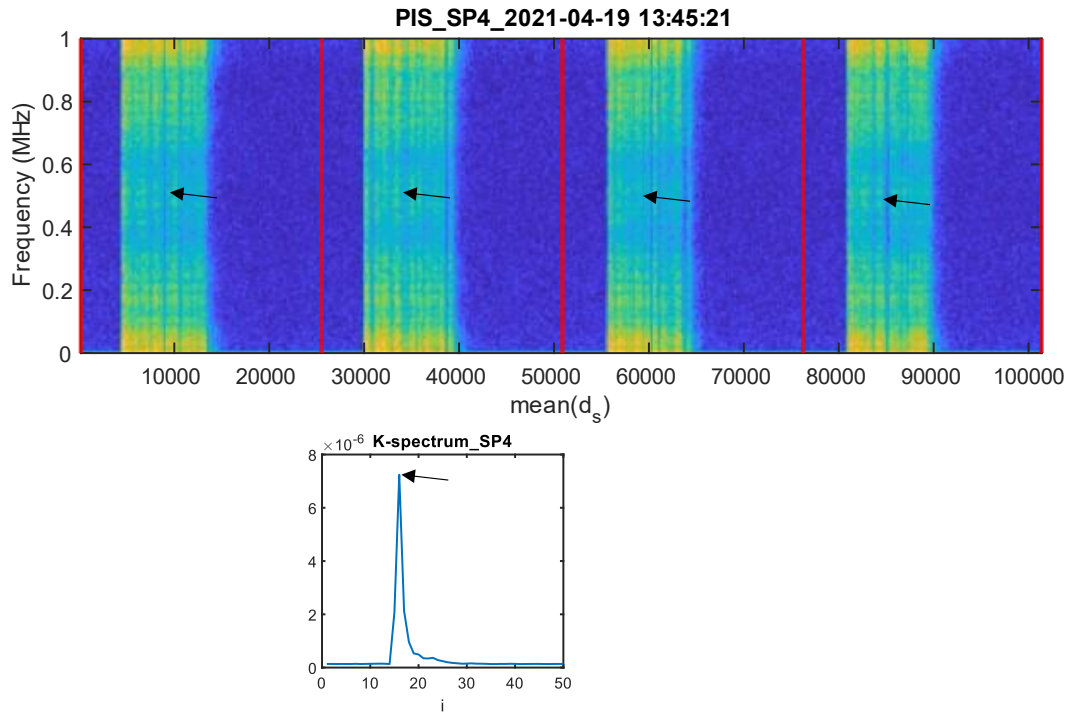 PIS_SP4_2021-04-19 13:45:21
1
0.8
0.6
0.4
0.2
0
Frequency (MHz)
10000 20000 30000 40000 50000 60000 70000 80000 90000 100000
mean(d_s)
×10^-6 K-spectrum_SP4
8
6
4
2
0
0 10 20 30 40 50
i